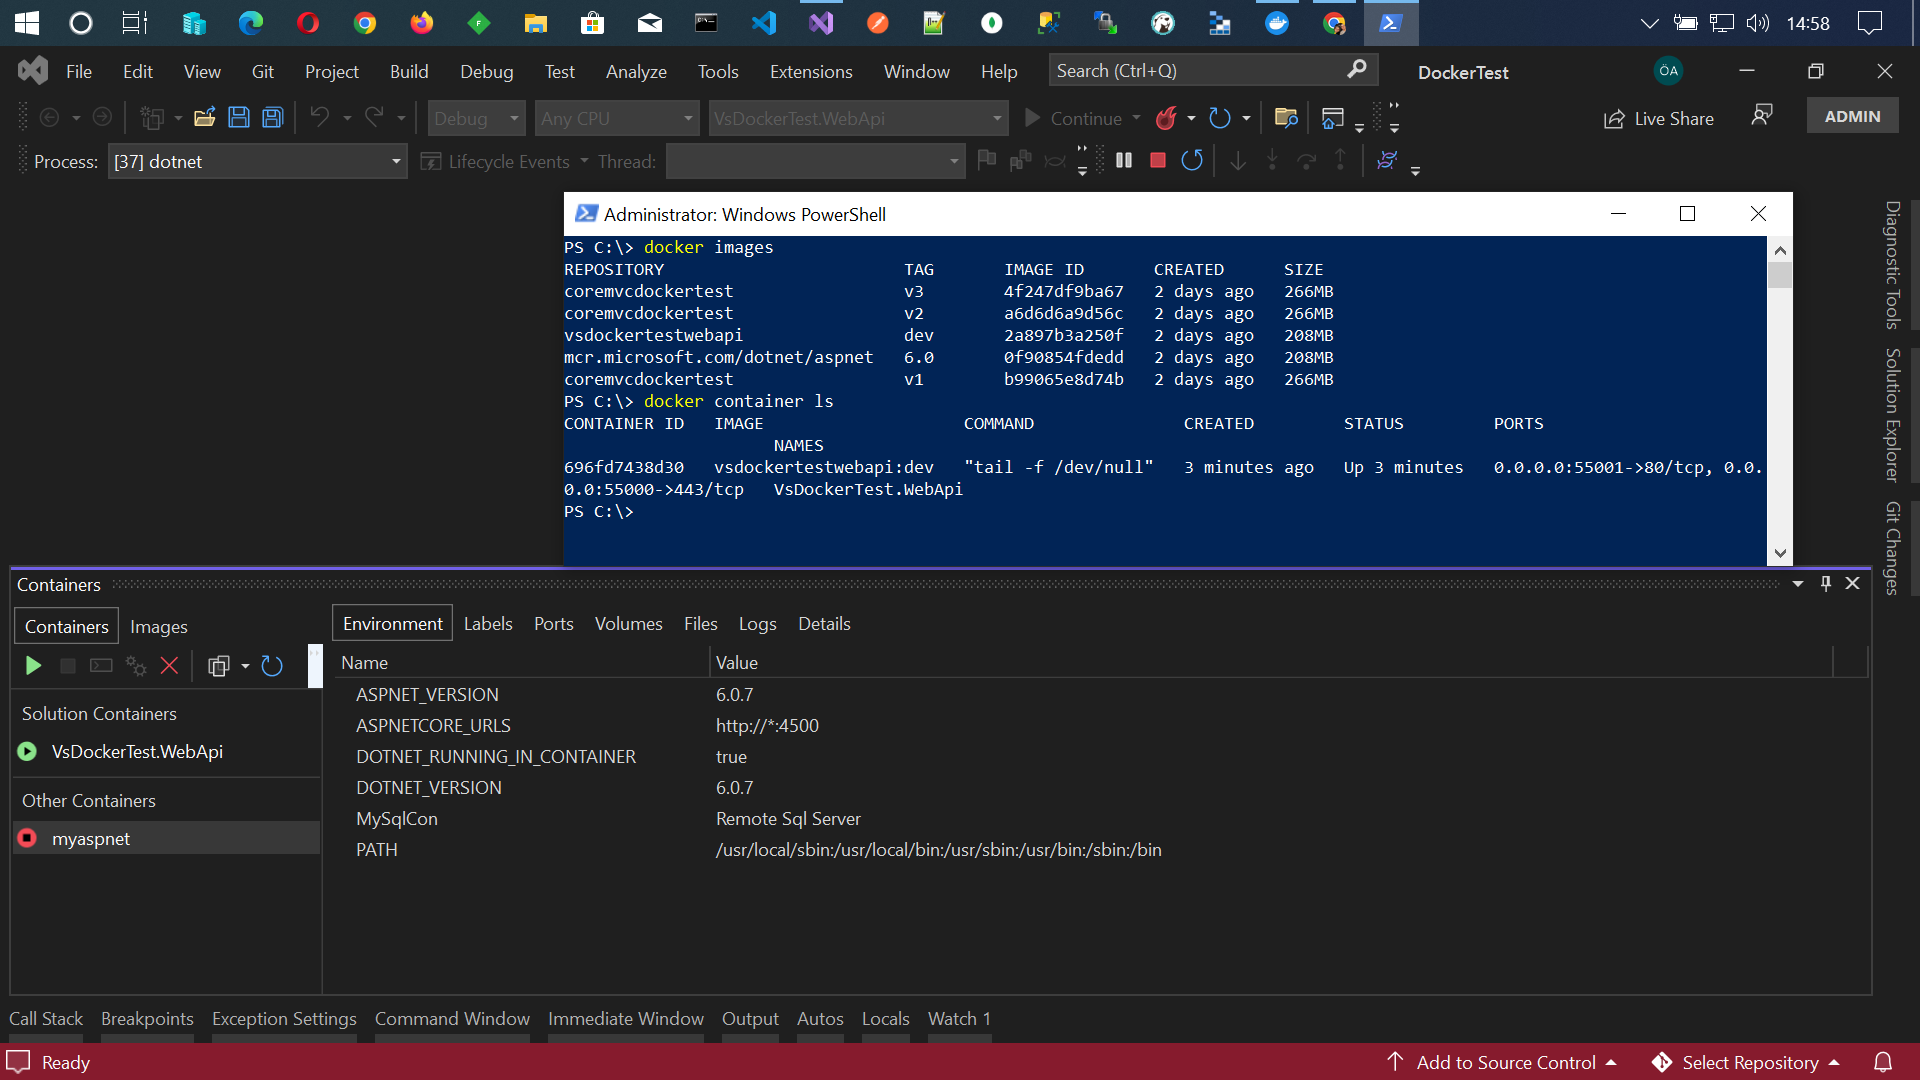 14:58
File Edit View Git Project Build Debug Test Analyze Tools Extensions Window Help Search (Ctrl+Q) DockerTest ÖA
Debug Any CPU VsDockerTest.WebApi Continue Live Share ADMIN
Process: [37] dotnet Lifecycle Events Thread:
Administrator: Windows PowerShell
PS C:\> docker images
REPOSITORY TAG IMAGE ID CREATED SIZE
coremvcdockertest v3 4f247df9ba67 2 days ago 266MB
coremvcdockertest v2 a6d6d6a9d56c 2 days ago 266MB
vsdockertestwebapi dev 2a897b3a250f 2 days ago 208MB
mcr.microsoft.com/dotnet/aspnet 6.0 0f90854fdedd 2 days ago 208MB
coremvcdockertest v1 b99065e8d74b 2 days ago 266MB
PS C:\> docker container ls
CONTAINER ID IMAGE COMMAND CREATED STATUS PORTS
NAMES
696fd7438d30 vsdockertestwebapi:dev "tail -f /dev/null" 3 minutes ago Up 3 minutes 0.0.0.0:55001->80/tcp, 0.0.
0.0:55000->443/tcp VsDockerTest.WebApi
PS C:\>
Diagnostic Tools
Solution Explorer
Git Changes
Containers
Containers Images
Solution Containers
VsDockerTest.WebApi
Other Containers
myaspnet
Environment Labels Ports Volumes Files Logs Details
Name Value
ASPNET_VERSION 6.0.7
ASPNETCORE_URLS http://*:4500
DOTNET_RUNNING_IN_CONTAINER true
DOTNET_VERSION 6.0.7
MySqlCon Remote Sql Server
PATH /usr/local/sbin:/usr/local/bin:/usr/sbin:/usr/bin:/sbin:/bin
Call Stack Breakpoints Exception Settings Command Window Immediate Window Output Autos Locals Watch 1
Ready Add to Source Control Select Repository